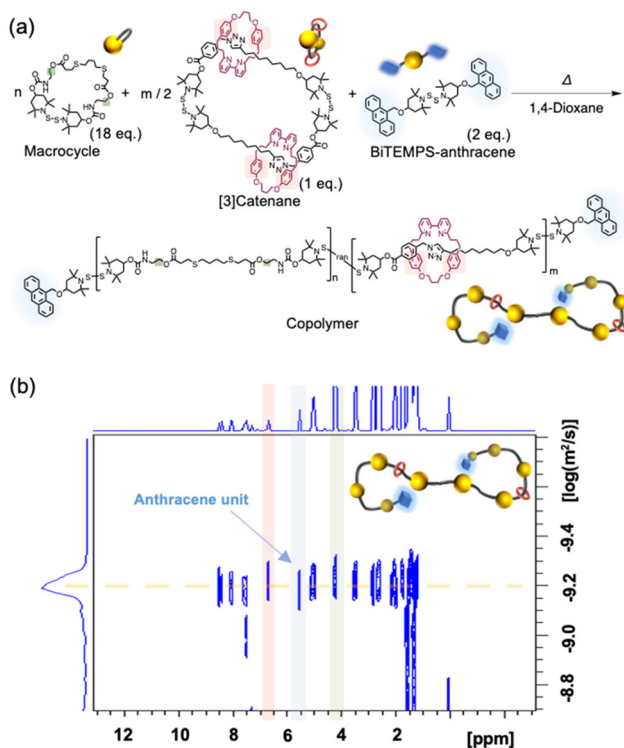 (a)
n
+ m / 2
+
Δ
1,4-Dioxane
(18 eq.)
(2 eq.)
Macrocycle
(1 eq.)
BiTEMPS-anthracene
[3]Catenane
n
ran
m
Copolymer
(b)
Anthracene unit
[log(m²/s)]
-9.4
-9.2
-9.0
-8.8
12 10 8 6 4 2 [ppm]